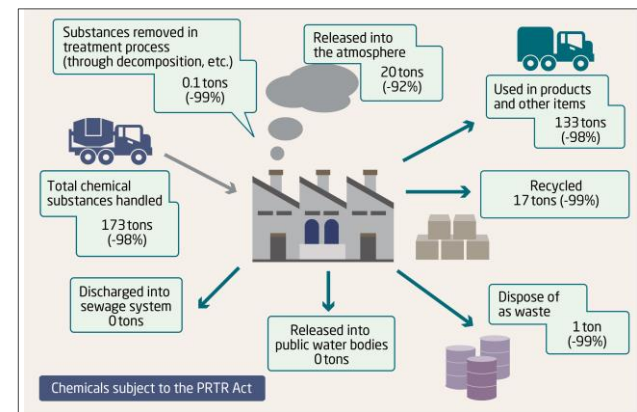 Substances removed in
treatment process
(through decomposition, etc.)
0.1 tons
(-99%)
Released into
the atmosphere
20 tons
(-92%)
Used in products
and other items
133 tons
(-98%)
Total chemical
substances handled
173 tons
(-98%)
Recycled
17 tons (-99%)
Discharged into
sewage system
0 tons
Released into
public water bodies
0 tons
Dispose of
as waste
1 ton
(-99%)
Chemicals subject to the PRTR Act